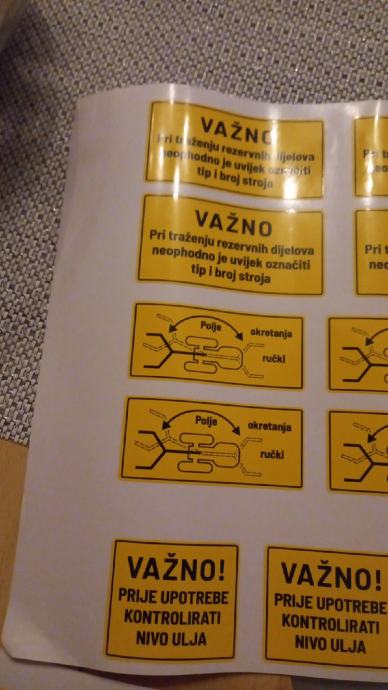 VAŽNO
Pri traženju rezervnih dijelova
neophodno je uvijek označiti
tip i broj stroja
VAŽNO
Pri traženju rezervnih dijelova
neophodno je uvijek označiti
tip i broj stroja
Polje okretanja
ručki
Polje okretanja
ručki
VAŽNO!
PRIJE UPOTREBE
KONTROLIRATI
NIVO ULJA
VAŽNO!
PRIJE UPOTREBE
KONTROLIRATI
NIVO ULJA